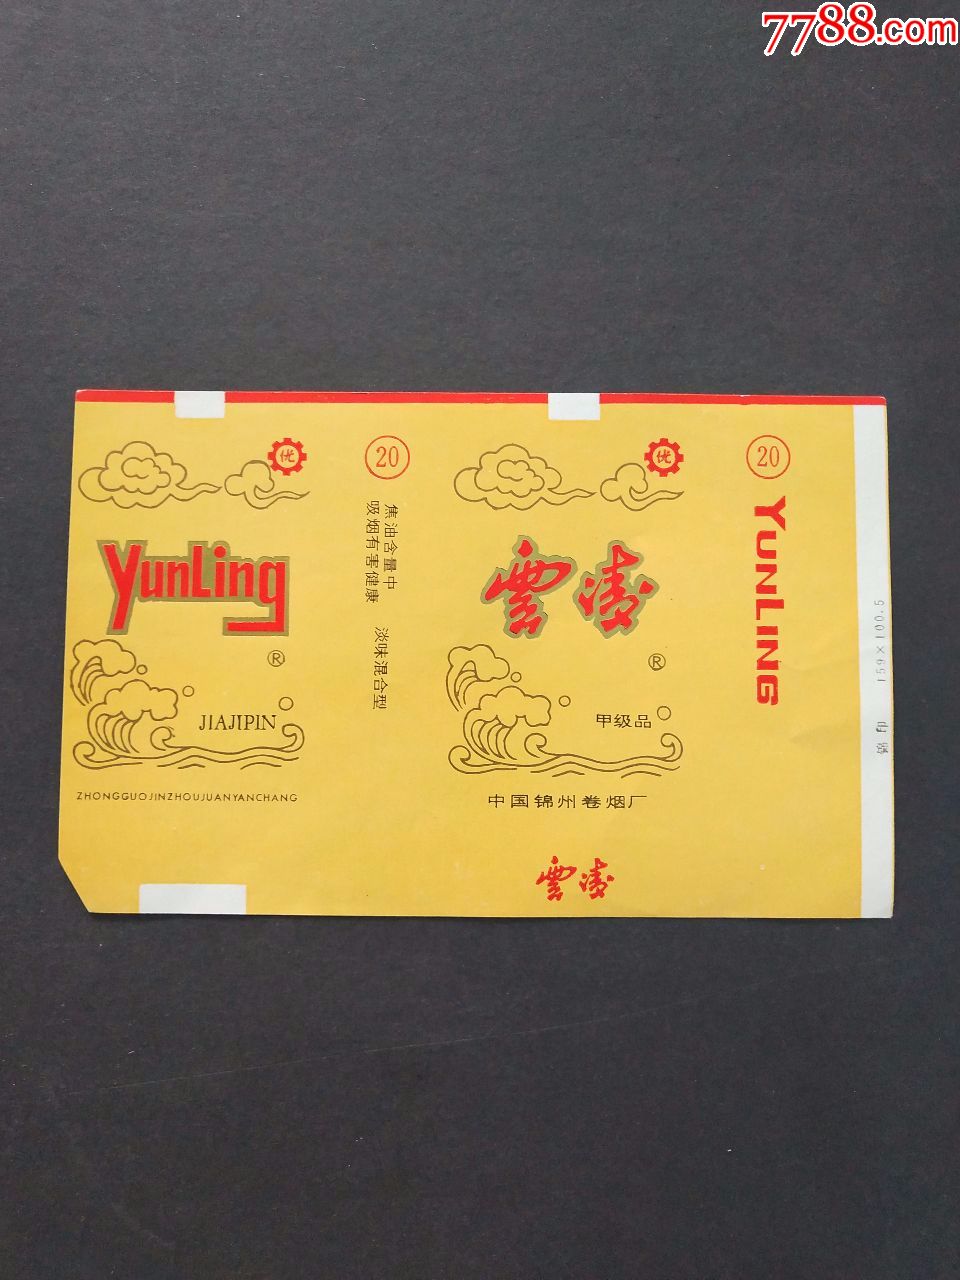 7788.com
优
YunLing
®
JIAJIPIN
ZHONGGUOJINZHOUJUANYANCHANG
20
焦油含量中
吸烟有害健康 淡味混合型
优
雲凌
®
甲级品
中国锦州卷烟厂
雲凌
20
YUNLING
159×100.5
锦印